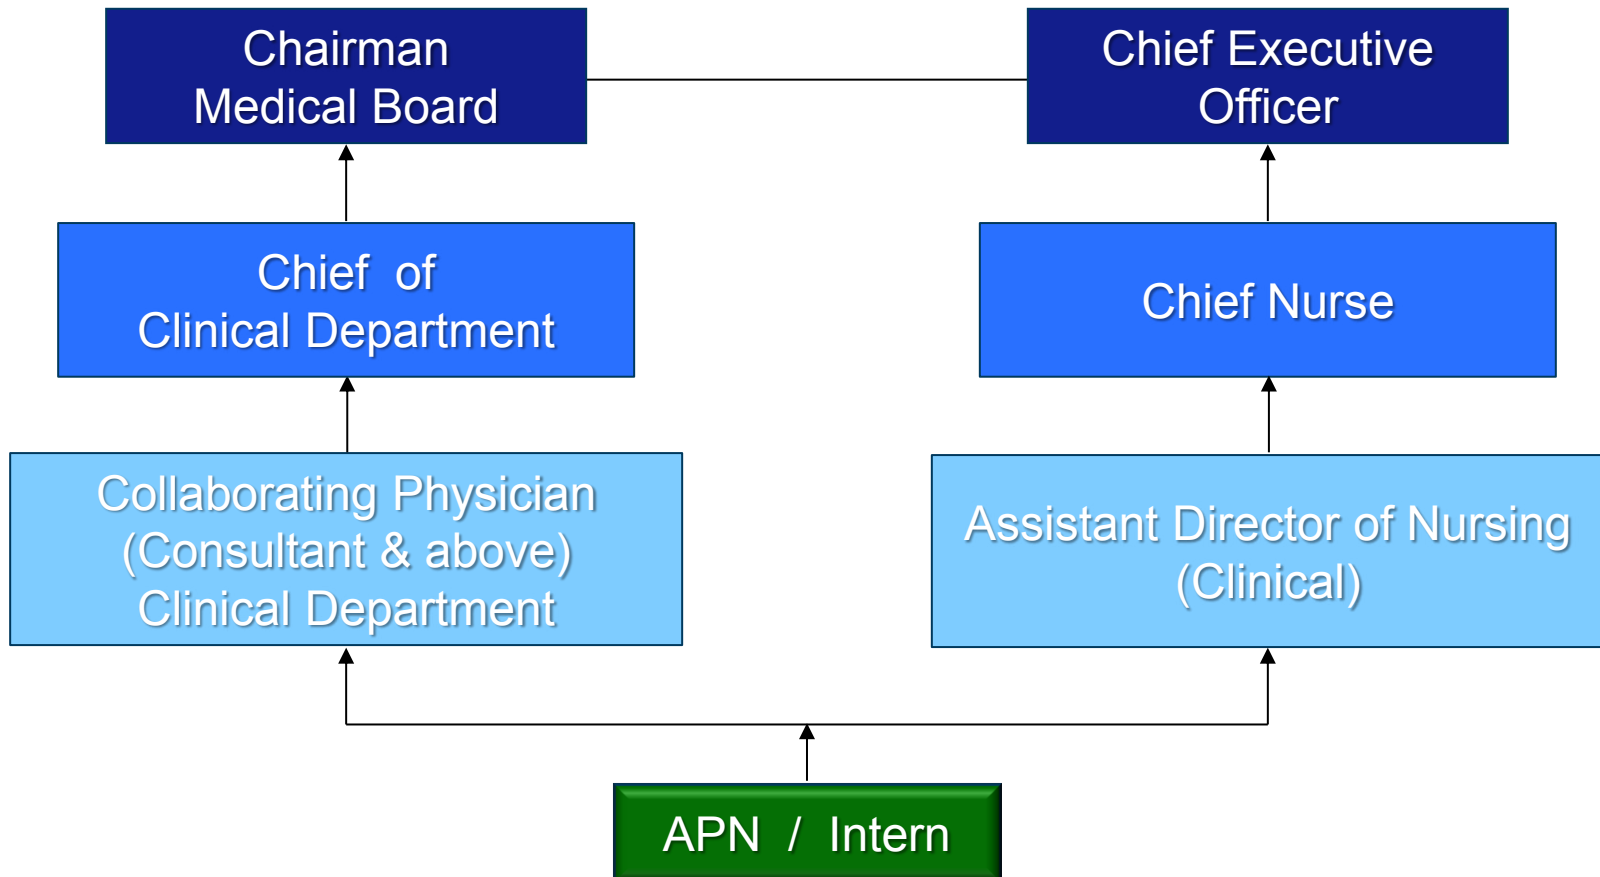 Chairman
Medical Board
Chief Executive
Officer
Chief of
Clinical Department
Chief Nurse
Collaborating Physician
(Consultant & above)
Clinical Department
Assistant Director of Nursing
(Clinical)
APN / Intern